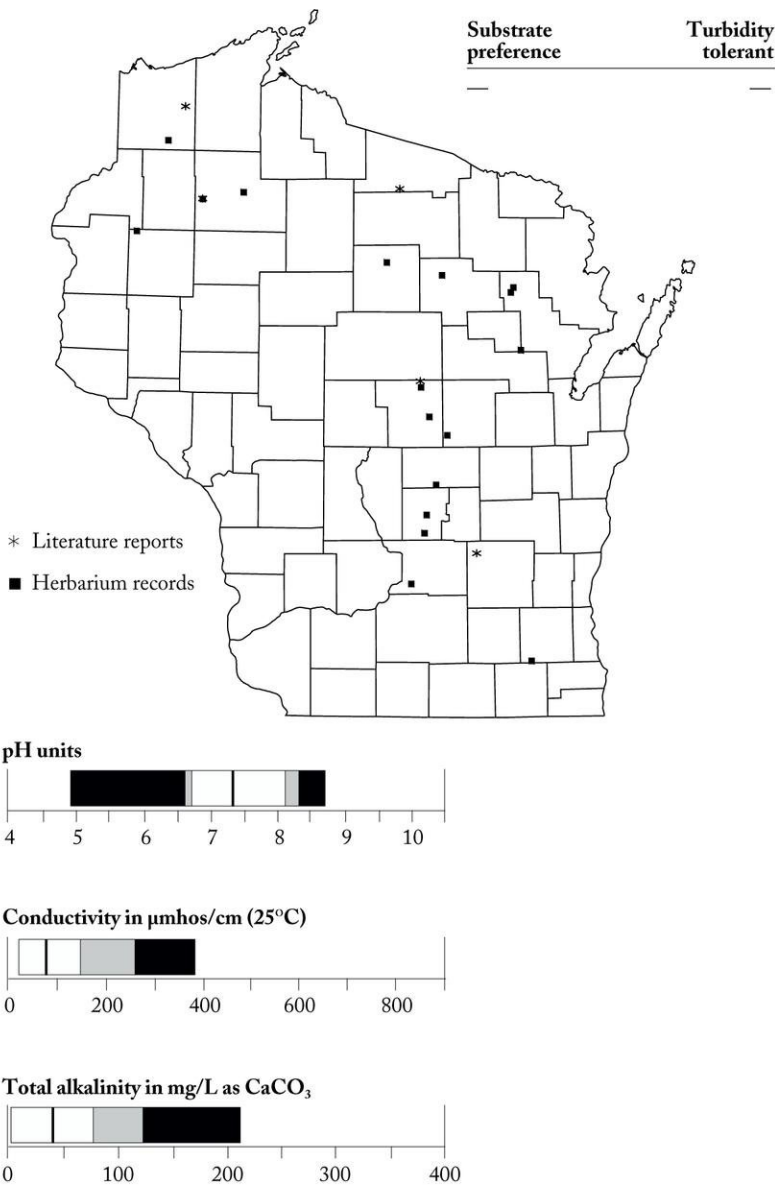 Substrate preference
Turbidity tolerant
— —
* Literature reports
■ Herbarium records
pH units
4 5 6 7 8 9 10
Conductivity in µmhos/cm (25°C)
0 200 400 600 800
Total alkalinity in mg/L as CaCO₃
0 100 200 300 400